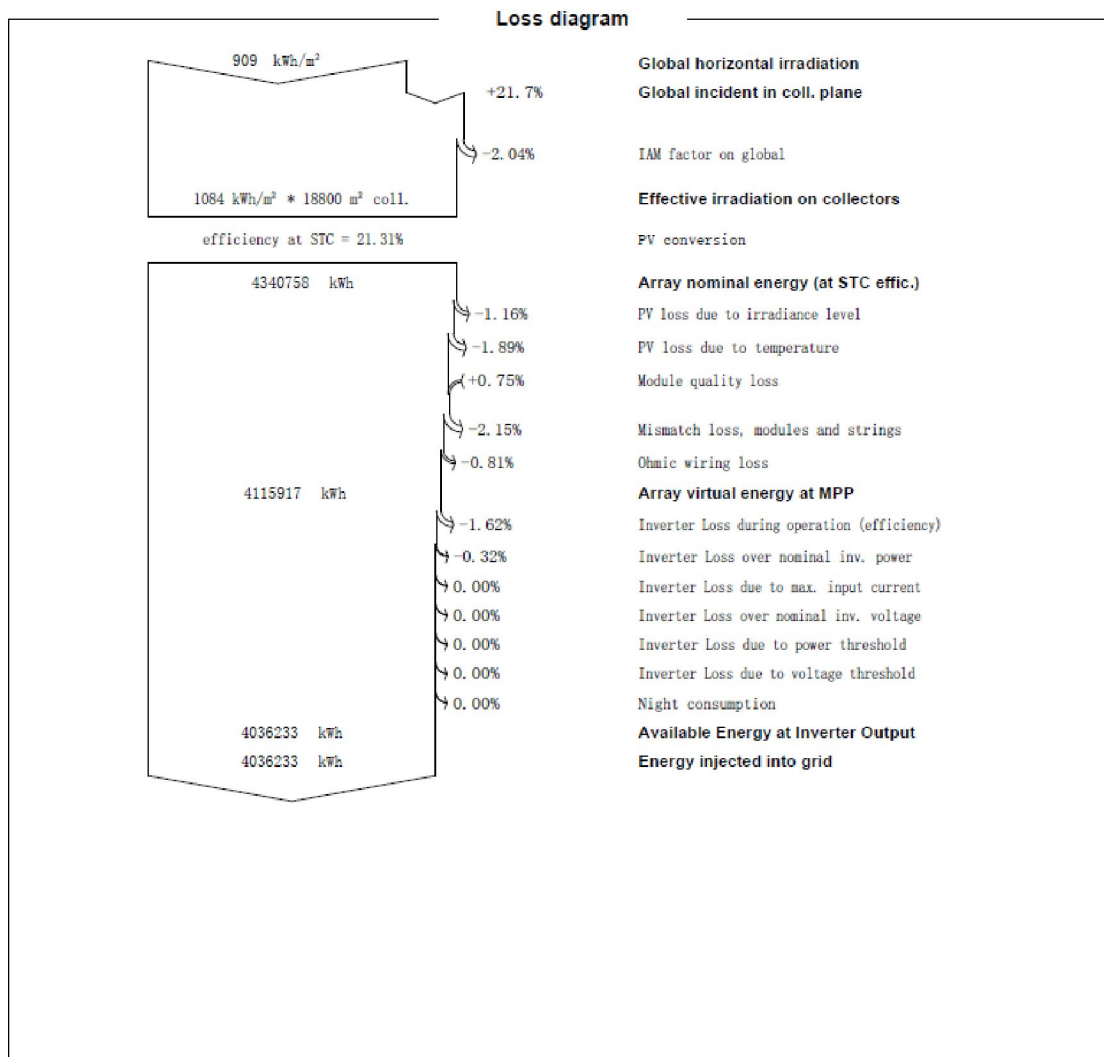 Loss diagram
909 kWh/m² Global horizontal irradiation
+21.7% Global incident in coll. plane
-2.04% IAM factor on global
1084 kWh/m² * 18800 m² coll. Effective irradiation on collectors
efficiency at STC = 21.31% PV conversion
4340758 kWh Array nominal energy (at STC effic.)
-1.16% PV loss due to irradiance level
-1.89% PV loss due to temperature
+0.75% Module quality loss
-2.15% Mismatch loss, modules and strings
-0.81% Ohmic wiring loss
4115917 kWh Array virtual energy at MPP
-1.62% Inverter Loss during operation (efficiency)
-0.32% Inverter Loss over nominal inv. power
0.00% Inverter Loss due to max. input current
0.00% Inverter Loss over nominal inv. voltage
0.00% Inverter Loss due to power threshold
0.00% Inverter Loss due to voltage threshold
0.00% Night consumption
4036233 kWh Available Energy at Inverter Output
4036233 kWh Energy injected into grid